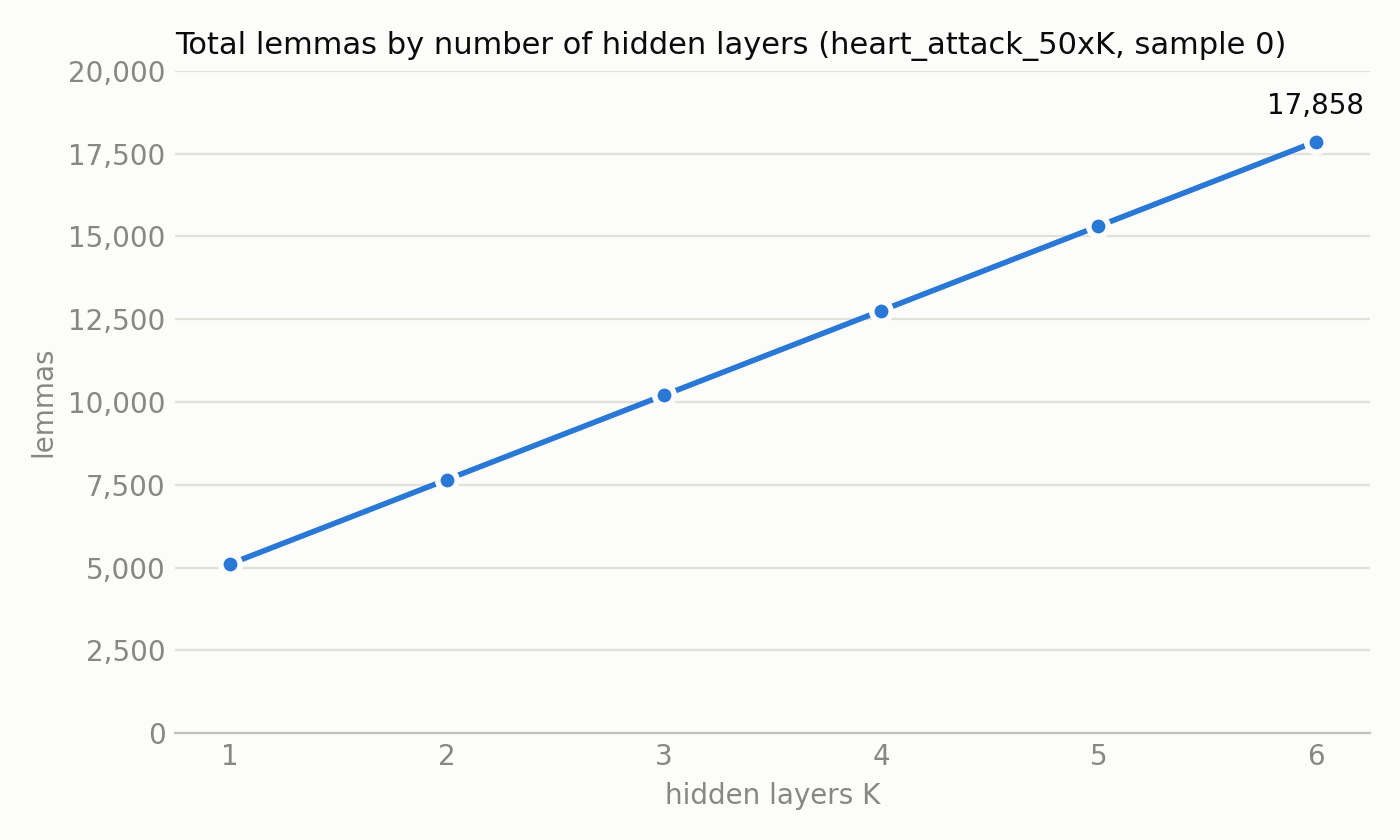 Total lemmas by number of hidden layers (heart_attack_50xK, sample 0)
20,000
17,858
17,500
15,000
12,500
lemmas
10,000
7,500
5,000
2,500
0
1 2 3 4 5 6
hidden layers K